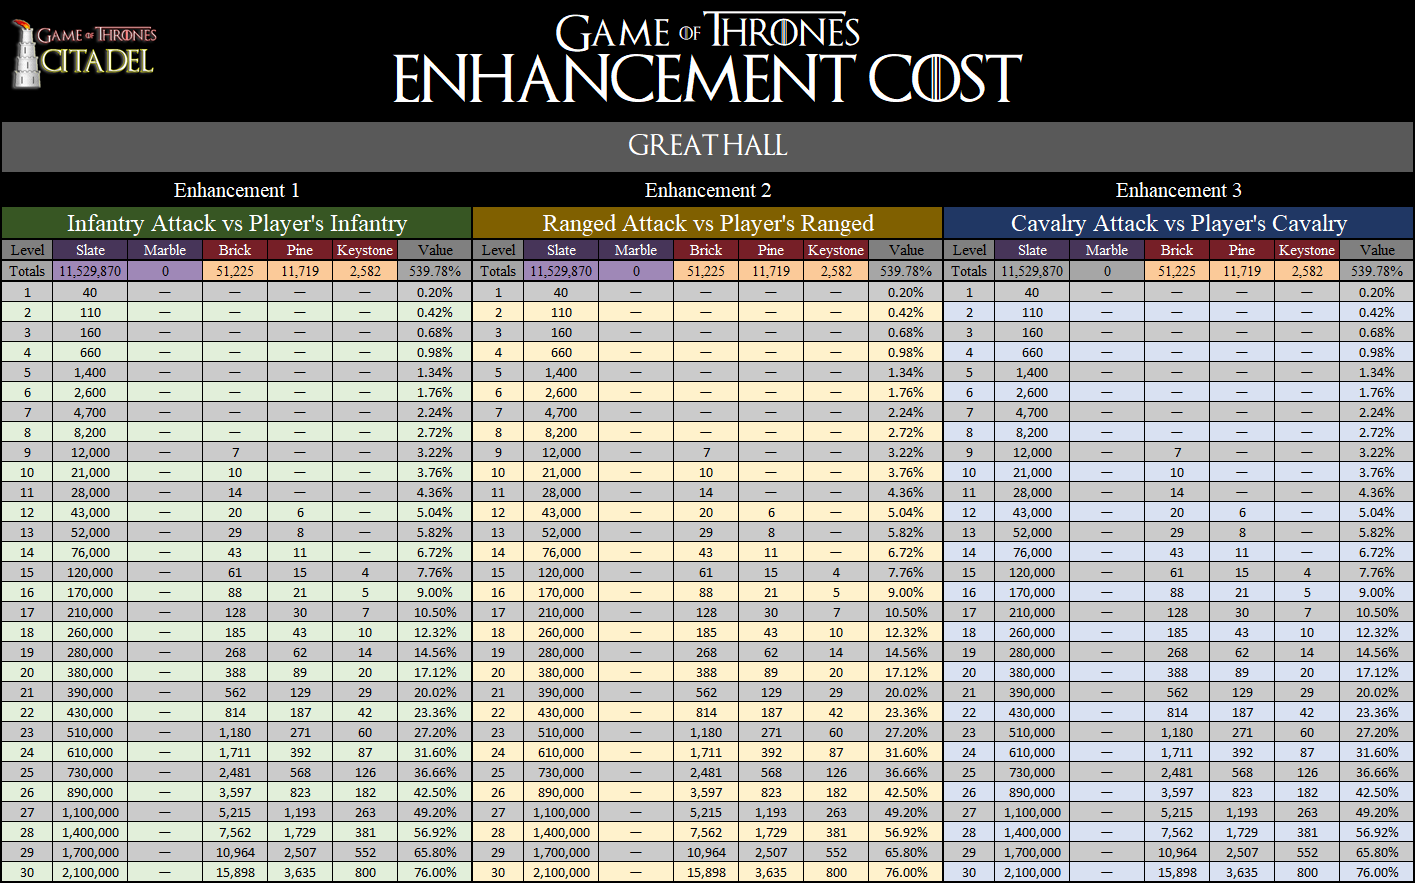 GAME OF THRONES
CITADEL
GAME OF THRONES
ENHANCEMENT COST
GREAT HALL
Enhancement 1 Enhancement 2 Enhancement 3
Infantry Attack vs Player's Infantry Ranged Attack vs Player's Ranged Cavalry Attack vs Player's Cavalry
Level Slate Marble Brick Pine Keystone Value Level Slate Marble Brick Pine Keystone Value Level Slate Marble Brick Pine Keystone Value
Totals 11,529,870 0 51,225 11,719 2,582 539.78% Totals 11,529,870 0 51,225 11,719 2,582 539.78% Totals 11,529,870 0 51,225 11,719 2,582 539.78%
1 40 — — — — 0.20% 1 40 — — — — 0.20% 1 40 — — — — 0.20%
2 110 — — — — 0.42% 2 110 — — — — 0.42% 2 110 — — — — 0.42%
3 160 — — — — 0.68% 3 160 — — — — 0.68% 3 160 — — — — 0.68%
4 660 — — — — 0.98% 4 660 — — — — 0.98% 4 660 — — — — 0.98%
5 1,400 — — — — 1.34% 5 1,400 — — — — 1.34% 5 1,400 — — — — 1.34%
6 2,600 — — — — 1.76% 6 2,600 — — — — 1.76% 6 2,600 — — — — 1.76%
7 4,700 — — — — 2.24% 7 4,700 — — — — 2.24% 7 4,700 — — — — 2.24%
8 8,200 — — — — 2.72% 8 8,200 — — — — 2.72% 8 8,200 — — — — 2.72%
9 12,000 — 7 — — 3.22% 9 12,000 — 7 — — 3.22% 9 12,000 — 7 — — 3.22%
10 21,000 — 10 — — 3.76% 10 21,000 — 10 — — 3.76% 10 21,000 — 10 — — 3.76%
11 28,000 — 14 — — 4.36% 11 28,000 — 14 — — 4.36% 11 28,000 — 14 — — 4.36%
12 43,000 — 20 6 — 5.04% 12 43,000 — 20 6 — 5.04% 12 43,000 — 20 6 — 5.04%
13 52,000 — 29 8 — 5.82% 13 52,000 — 29 8 — 5.82% 13 52,000 — 29 8 — 5.82%
14 76,000 — 43 11 — 6.72% 14 76,000 — 43 11 — 6.72% 14 76,000 — 43 11 — 6.72%
15 120,000 — 61 15 4 7.76% 15 120,000 — 61 15 4 7.76% 15 120,000 — 61 15 4 7.76%
16 170,000 — 88 21 5 9.00% 16 170,000 — 88 21 5 9.00% 16 170,000 — 88 21 5 9.00%
17 210,000 — 128 30 7 10.50% 17 210,000 — 128 30 7 10.50% 17 210,000 — 128 30 7 10.50%
18 260,000 — 185 43 10 12.32% 18 260,000 — 185 43 10 12.32% 18 260,000 — 185 43 10 12.32%
19 280,000 — 268 62 14 14.56% 19 280,000 — 268 62 14 14.56% 19 280,000 — 268 62 14 14.56%
20 380,000 — 388 89 20 17.12% 20 380,000 — 388 89 20 17.12% 20 380,000 — 388 89 20 17.12%
21 390,000 — 562 129 29 20.02% 21 390,000 — 562 129 29 20.02% 21 390,000 — 562 129 29 20.02%
22 430,000 — 814 187 42 23.36% 22 430,000 — 814 187 42 23.36% 22 430,000 — 814 187 42 23.36%
23 510,000 — 1,180 271 60 27.20% 23 510,000 — 1,180 271 60 27.20% 23 510,000 — 1,180 271 60 27.20%
24 610,000 — 1,711 392 87 31.60% 24 610,000 — 1,711 392 87 31.60% 24 610,000 — 1,711 392 87 31.60%
25 730,000 — 2,481 568 126 36.66% 25 730,000 — 2,481 568 126 36.66% 25 730,000 — 2,481 568 126 36.66%
26 890,000 — 3,597 823 182 42.50% 26 890,000 — 3,597 823 182 42.50% 26 890,000 — 3,597 823 182 42.50%
27 1,100,000 — 5,215 1,193 263 49.20% 27 1,100,000 — 5,215 1,193 263 49.20% 27 1,100,000 — 5,215 1,193 263 49.20%
28 1,400,000 — 7,562 1,729 381 56.92% 28 1,400,000 — 7,562 1,729 381 56.92% 28 1,400,000 — 7,562 1,729 381 56.92%
29 1,700,000 — 10,964 2,507 552 65.80% 29 1,700,000 — 10,964 2,507 552 65.80% 29 1,700,000 — 10,964 2,507 552 65.80%
30 2,100,000 — 15,898 3,635 800 76.00% 30 2,100,000 — 15,898 3,635 800 76.00% 30 2,100,000 — 15,898 3,635 800 76.00%